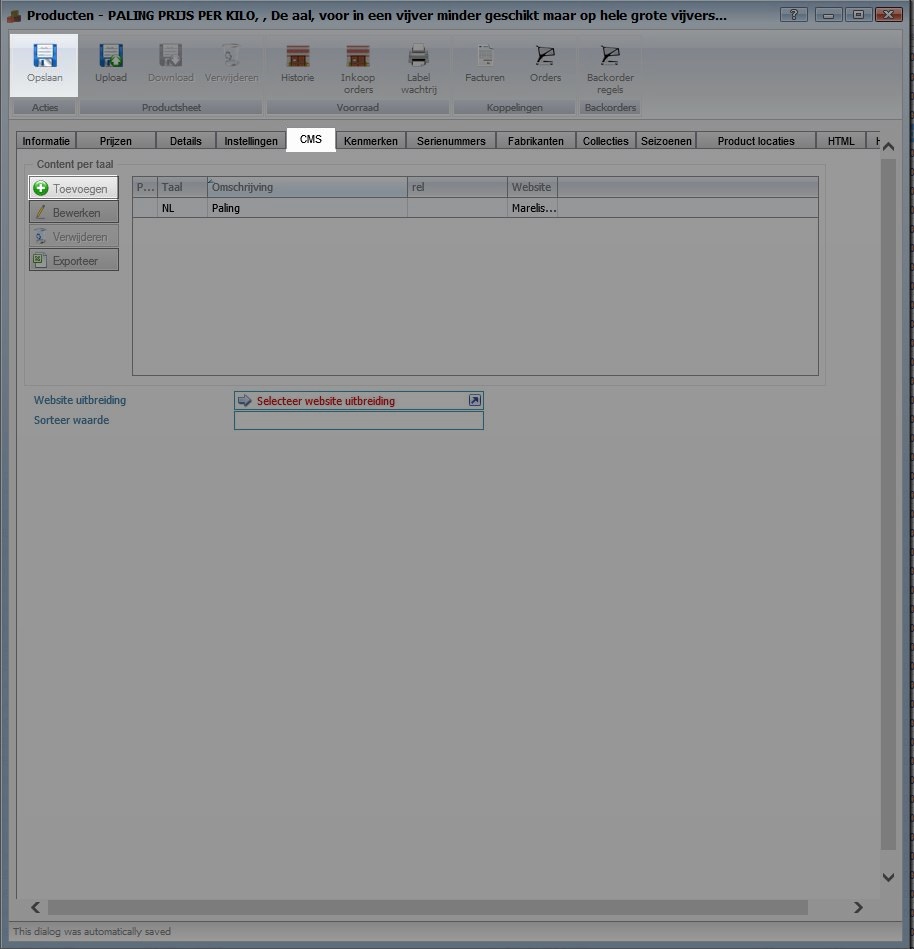 Producten - PALING PRIJS PER KILO, , De aal, voor in een vijver minder geschikt maar op hele grote vijvers...
Opslaan Upload Download Verwijderen Historie Inkoop orders Label wachtrij Facturen Orders Backorder regels
Acties Productsheet Voorraad Koppelingen Backorders
Informatie Prijzen Details Instellingen CMS Kenmerken Serienummers Fabrikanten Collecties Seizoenen Product locaties HTML
Content per taal
Toevoegen
Bewerken
Verwijderen
Exporteer
P... Taal Omschrijving rel Website
NL Paling Marelis...
Website uitbreiding Selecteer website uitbreiding
Sorteer waarde
This dialog was automatically saved